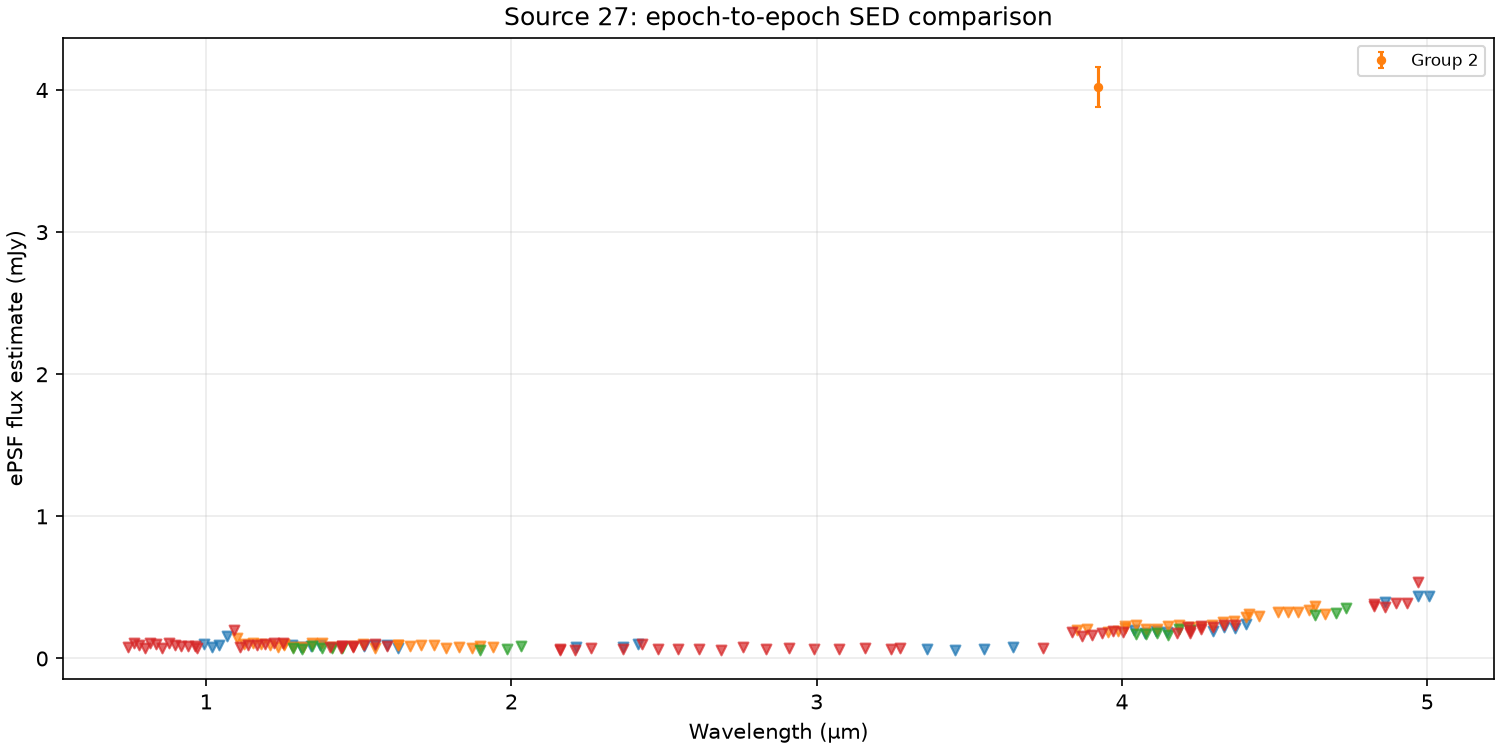 Source 27: epoch-to-epoch SED comparison
Group 2
ePSF flux estimate (mJy)
4
3
2
1
0
1 2 3 4 5
Wavelength (μm)